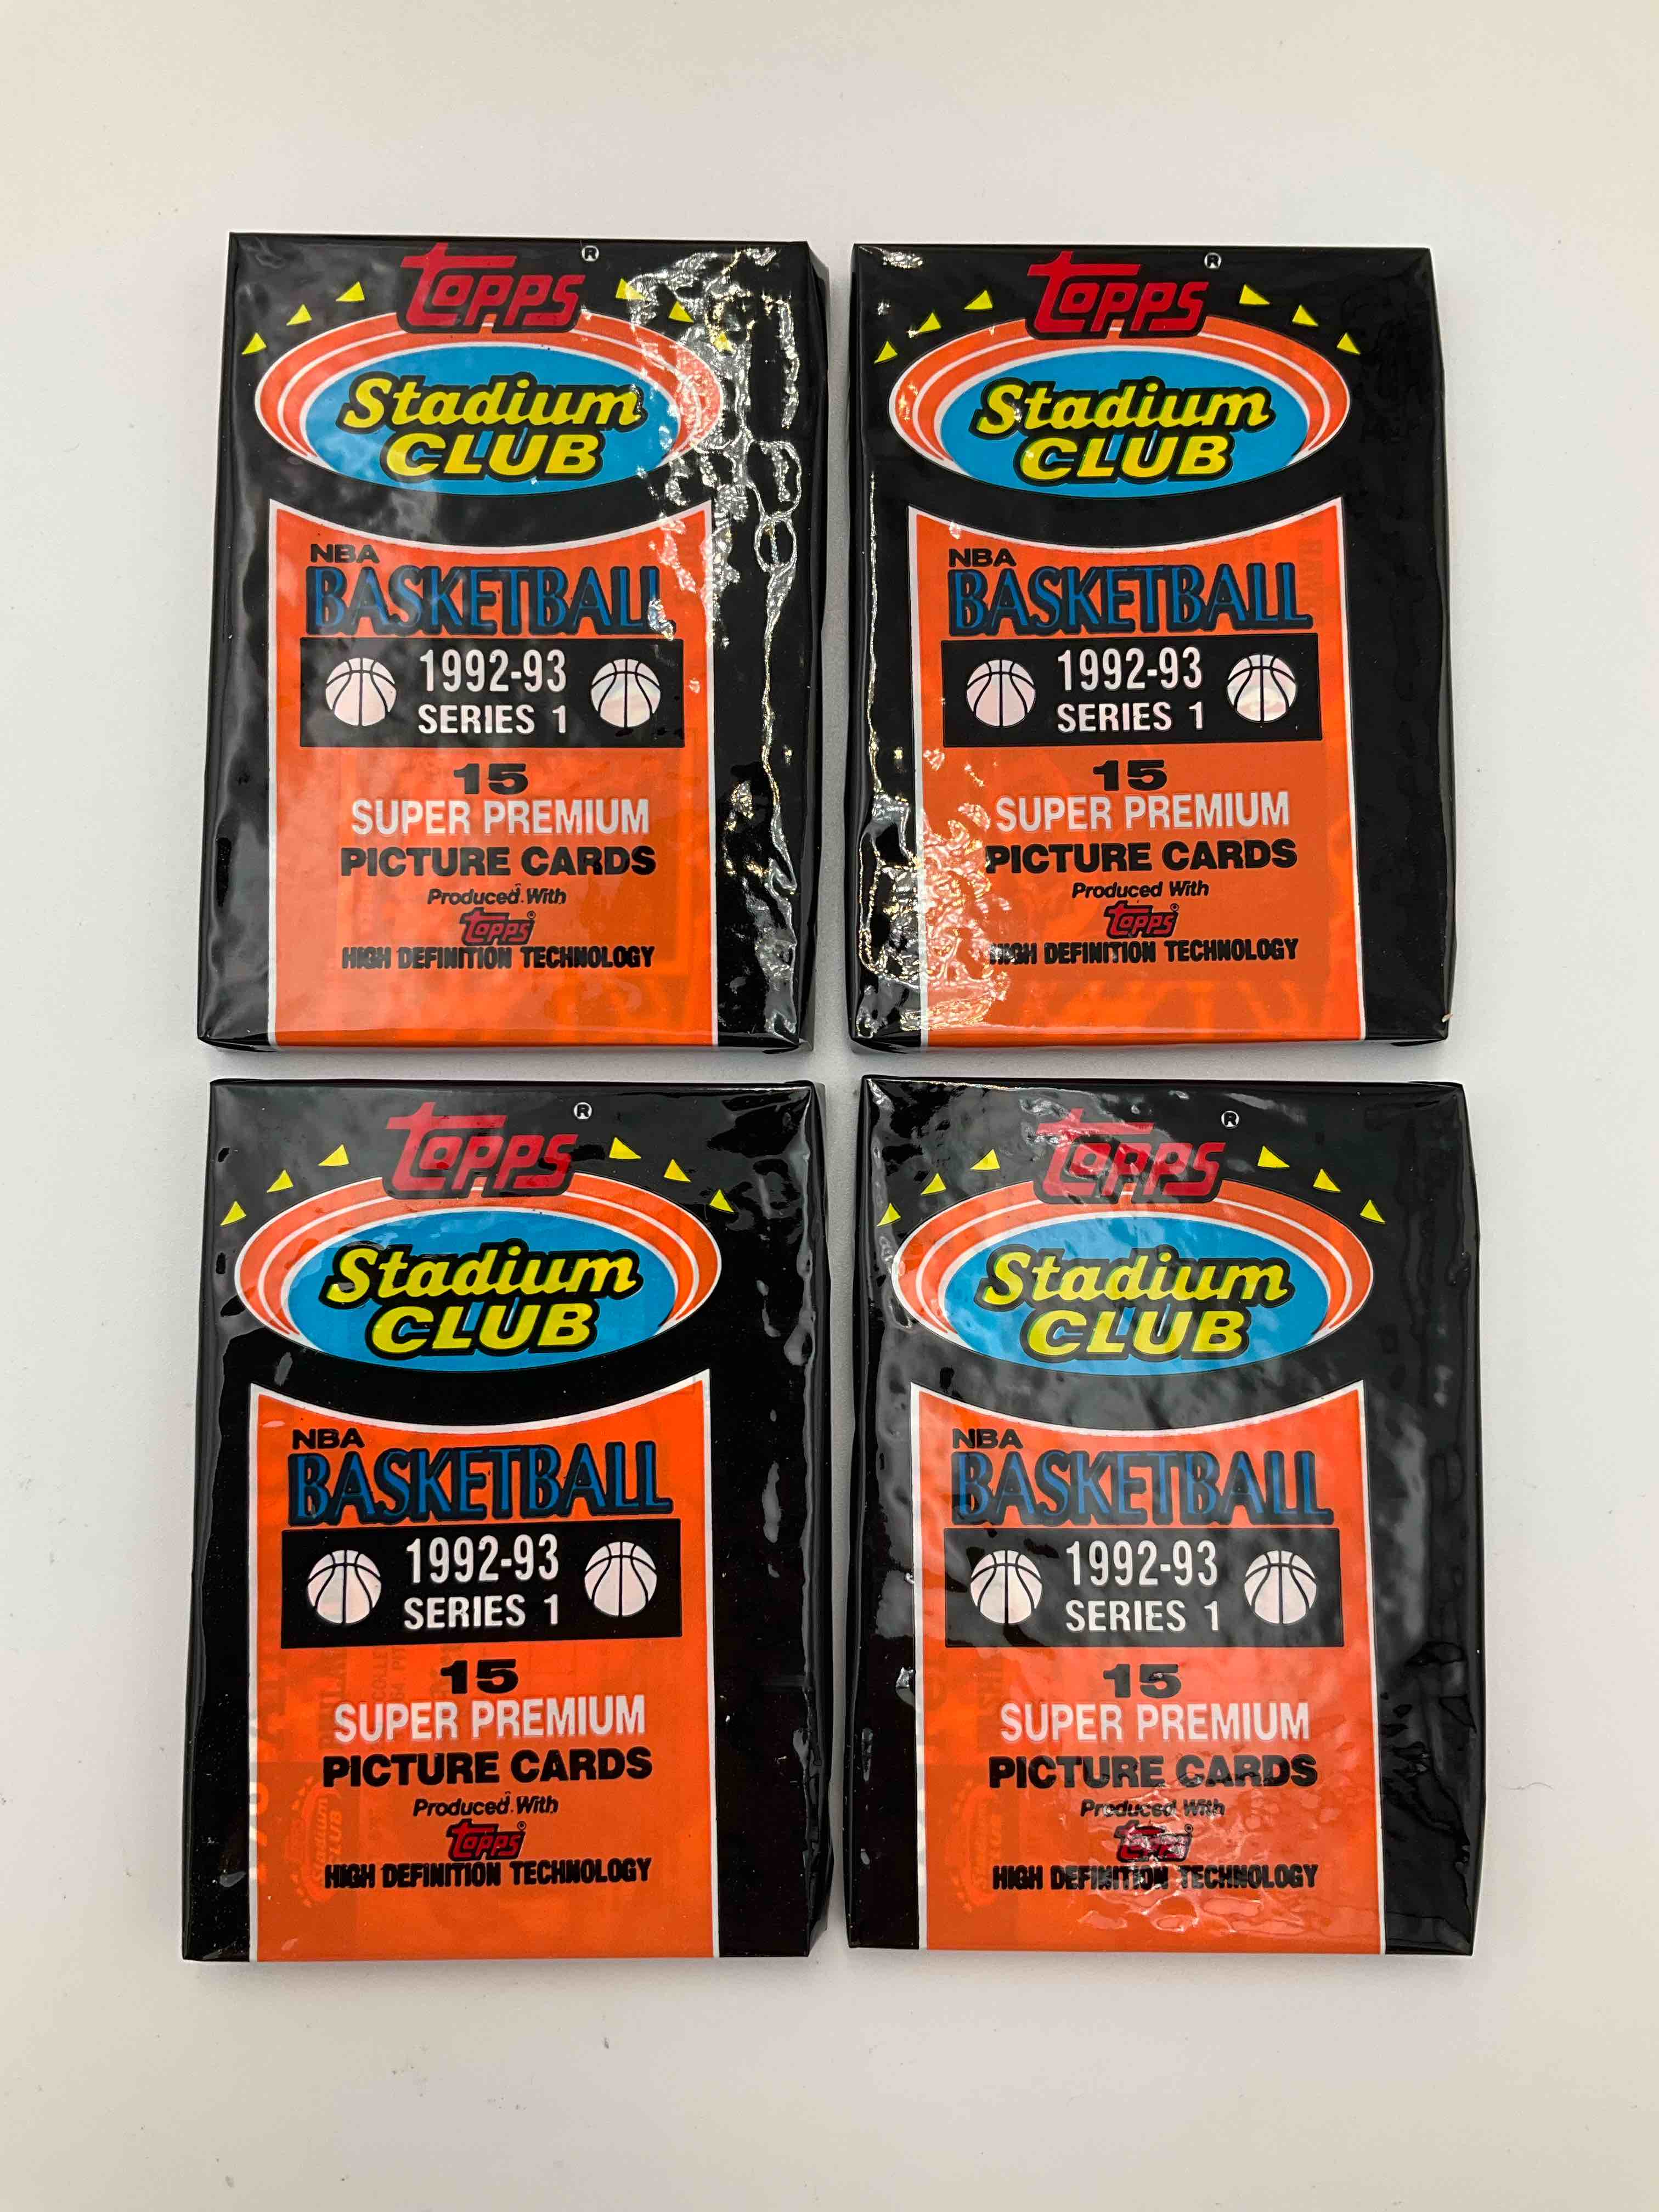 Topps®
Stadium
CLUB
NBA
BASKETBALL
1992-93
SERIES 1
15
SUPER PREMIUM
PICTURE CARDS
Produced With
Topps®
HIGH DEFINITION TECHNOLOGY
Topps®
Stadium
CLUB
NBA
BASKETBALL
1992-93
SERIES 1
15
SUPER PREMIUM
PICTURE CARDS
Produced With
Topps®
HIGH DEFINITION TECHNOLOGY
Topps®
Stadium
CLUB
NBA
BASKETBALL
1992-93
SERIES 1
15
SUPER PREMIUM
PICTURE CARDS
Produced With
Topps®
HIGH DEFINITION TECHNOLOGY
Stadium
CLUB
Topps®
Stadium
CLUB
NBA
BASKETBALL
1992-93
SERIES 1
15
SUPER PREMIUM
PICTURE CARDS
Produced With
Topps
HIGH DEFINITION TECHNOLOGY